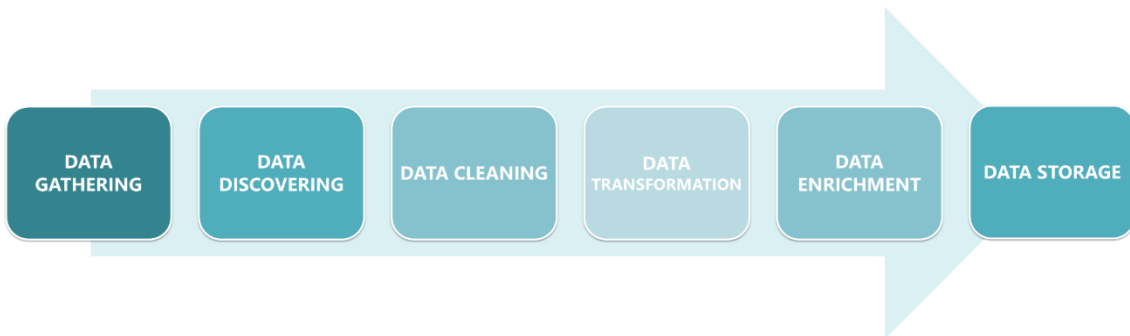 DATA
GATHERING
DATA
DISCOVERING
DATA CLEANING
DATA
TRANSFORMATION
DATA
ENRICHMENT
DATA STORAGE